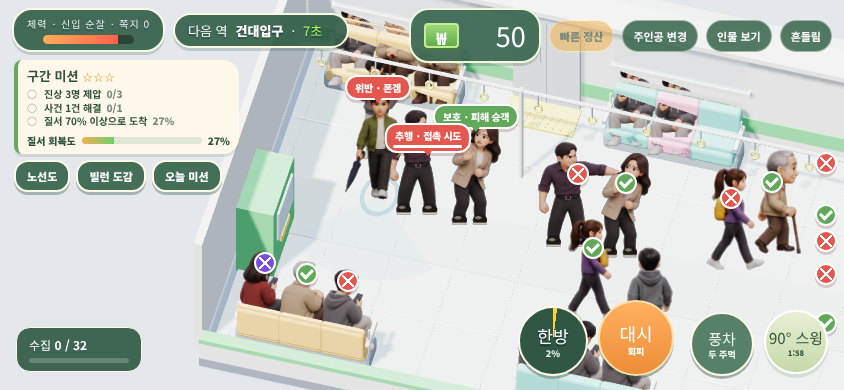 체력 · 신입 순찰 · 쪽지 0
다음 역 건대입구 · 7초
₩ 50
빠른 정산
주인공 변경
인물 보기
흔들림
구간 미션 ☆☆☆
진상 3명 제압 0/3
사건 1건 해결 0/1
질서 70% 이상으로 도착 27%
질서 회복도 27%
노선도
빌런 도감
오늘 미션
위반 · 폰겜
보호 · 피해 승객
추행 · 접촉 시도
수집 0 / 32
한방
2%
대시
회피
풍차
두 주먹
90° 스윙
1:58